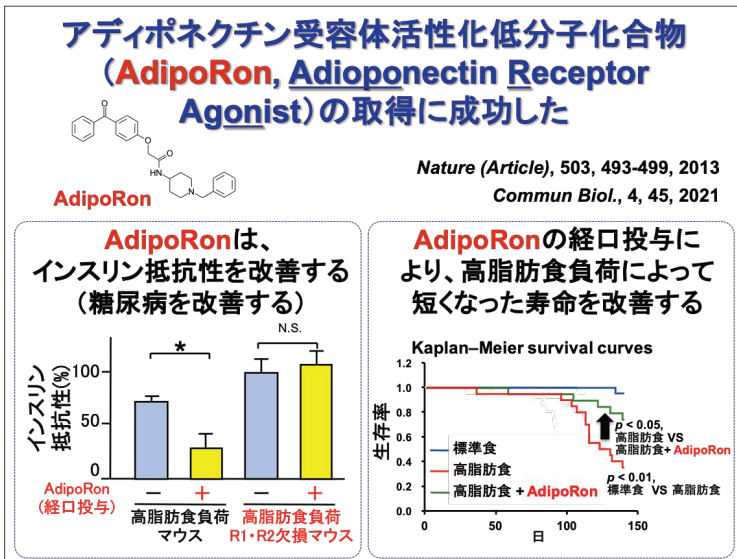 アディポネクチン受容体活性化低分子化合物
(AdipoRon, Adioponectin Receptor
Agonist)の取得に成功した
O
O
O
HN
N
AdipoRon
Nature (Article), 503, 493-499, 2013
Commun Biol., 4, 45, 2021
AdipoRonは、
インスリン抵抗性を改善する
(糖尿病を改善する)
N.S.
*
インスリン
抵抗性(%)
100
50
0
AdipoRon
(経口投与)
− + − +
高脂肪食負荷
マウス
高脂肪食負荷
R1・R2欠損マウス
AdipoRonの経口投与に
より、高脂肪食負荷によって
短くなった寿命を改善する
Kaplan–Meier survival curves
生存率
1.2
1.0
0.8
0.6
0.4
0.2
0.0
標準食
高脂肪食
高脂肪食 + AdipoRon
p < 0.05,
高脂肪食 VS
高脂肪食+ AdipoRon
p < 0.01,
標準食 VS 高脂肪食
0 50 100 150
日